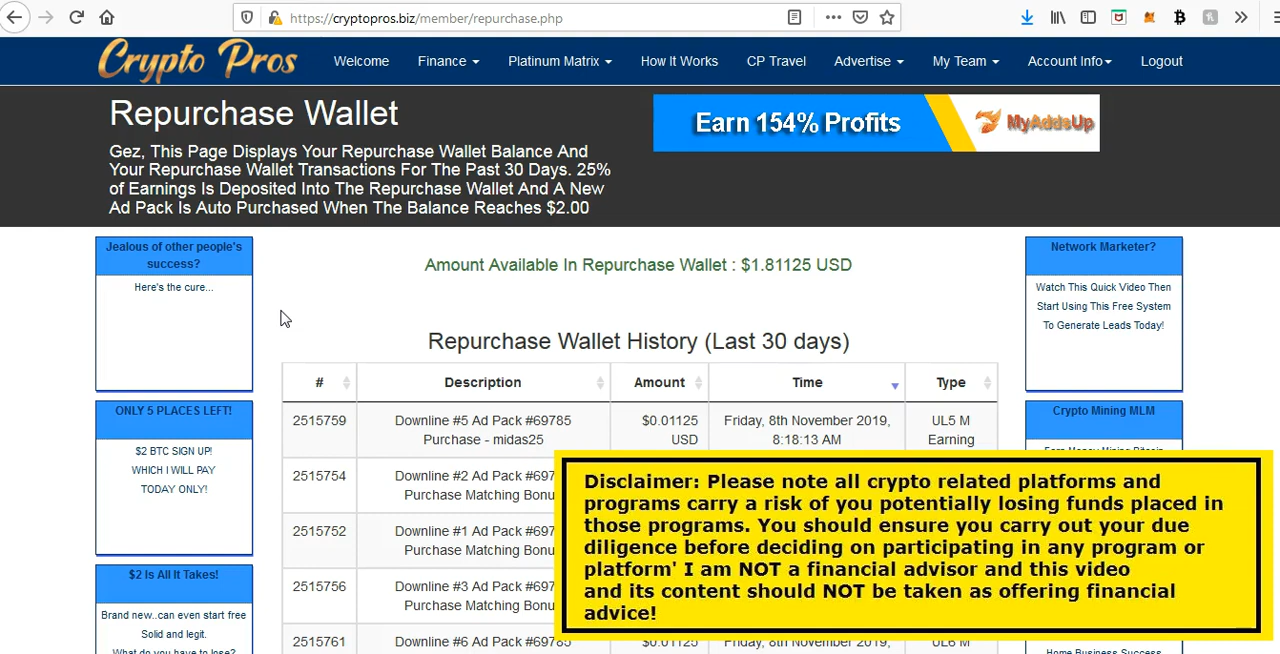 https://cryptopros.biz/member/repurchase.php
Crypto Pros
Welcome
Finance
Platinum Matrix
How It Works
CP Travel
Advertise
My Team
Account Info
Logout
Repurchase Wallet
Gez, This Page Displays Your Repurchase Wallet Balance And
Your Repurchase Wallet Transactions For The Past 30 Days. 25%
of Earnings Is Deposited Into The Repurchase Wallet And A New
Ad Pack Is Auto Purchased When The Balance Reaches $2.00
Earn 154% Profits
MyAddsUp
Jealous of other people's
success?
Here's the cure...
ONLY 5 PLACES LEFT!
$2 BTC SIGN UP!
WHICH I WILL PAY
TODAY ONLY!
$2 Is All It Takes!
Brand new..can even start free
Solid and legit.
What do you have to lose?
Amount Available In Repurchase Wallet : $1.81125 USD
Repurchase Wallet History (Last 30 days)
# Description Amount Time Type
2515759 Downline #5 Ad Pack #69785 $0.01125 Friday, 8th November 2019, UL5 M
Purchase - midas25 USD 8:18:13 AM Earning
2515754 Downline #2 Ad Pack #697
Purchase Matching Bonu
2515752 Downline #1 Ad Pack #697
Purchase Matching Bonu
2515756 Downline #3 Ad Pack #697
Purchase Matching Bonu
2515761 Downline #6 Ad Pack #69785 $0.01125 Friday, 8th November 2019, UL6 M
Network Marketer?
Watch This Quick Video Then
Start Using This Free System
To Generate Leads Today!
Crypto Mining MLM
Earn Money Mining Bitcoin
Home Business Success
Disclaimer: Please note all crypto related platforms and
programs carry a risk of you potentially losing funds placed in
those programs. You should ensure you carry out your due
diligence before deciding on participating in any program or
platform' I am NOT a financial advisor and this video
and its content should NOT be taken as offering financial
advice!